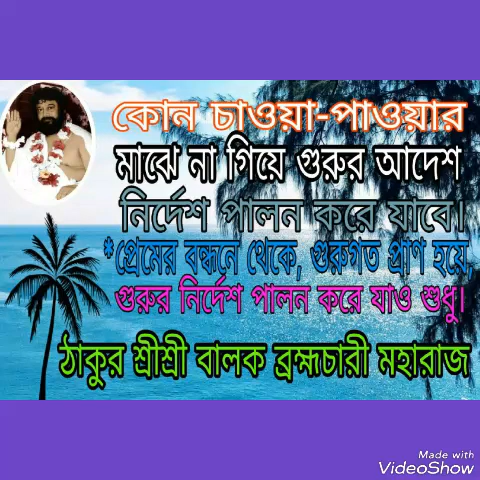 কোন চাওয়া-পাওয়ার
মাঝে না গিয়ে গুরুর আদেশ
নির্দেশ পালন করে যাবে।
*প্রেমের বন্ধনে থেকে, গুরুগত প্রাণ হয়ে,
গুরুর নির্দেশ পালন করে যাও শুধু।
ঠাকুর শ্রীশ্রী বালক ব্রহ্মচারী মহারাজ
Made with
VideoShow